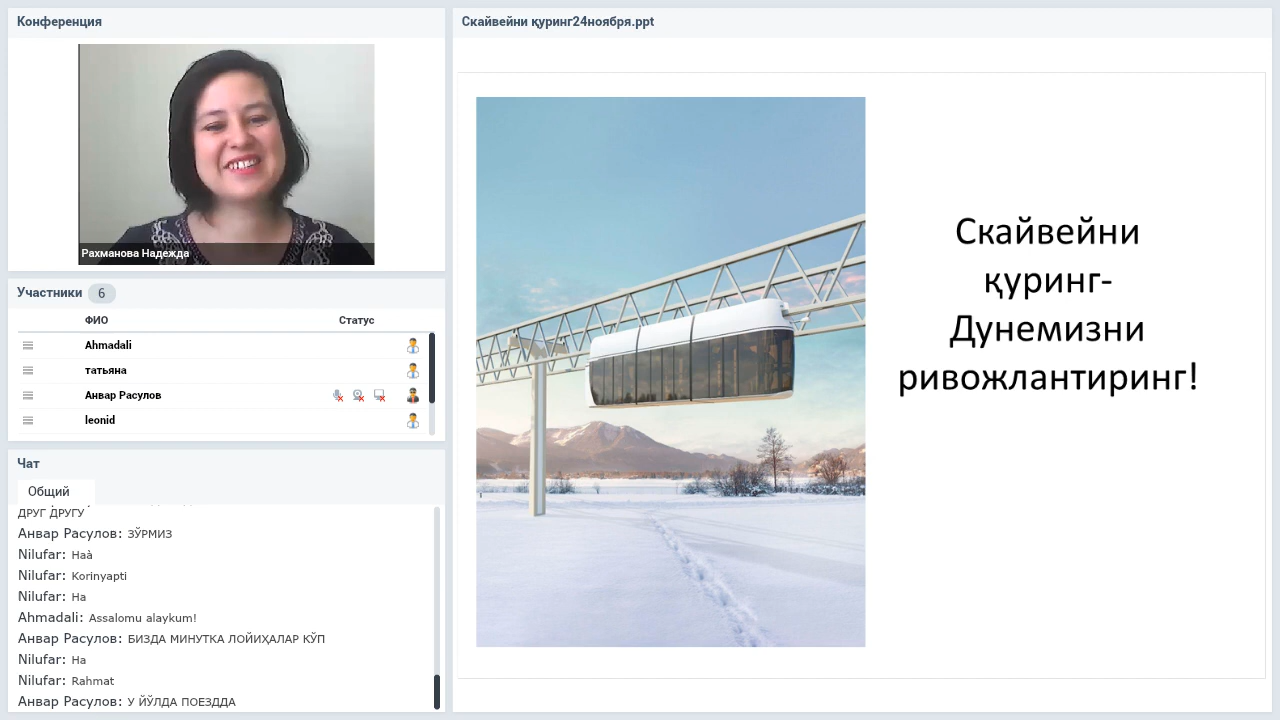 Конференция
Рахманова Надежда
Участники 6
ФИО Статус
Ahmadali
татьяна
Анвар Расулов
leonid
Чат
Общий
ДРУГ ДРУГУ
Анвар Расулов: ЗЎРМИЗ
Nilufar: Haà
Nilufar: Korinyapti
Nilufar: Ha
Ahmadali: Assalomu alaykum!
Анвар Расулов: БИЗДА МИНУТКА ЛОЙИҲАЛАР КЎП
Nilufar: Ha
Nilufar: Rahmat
Анвар Расулов: У ЙЎЛДА ПОЕЗДДА
Скайвейни қуринг24ноября.ppt
Скайвейни
қуринг-
Дунемизни
ривожлантиринг!